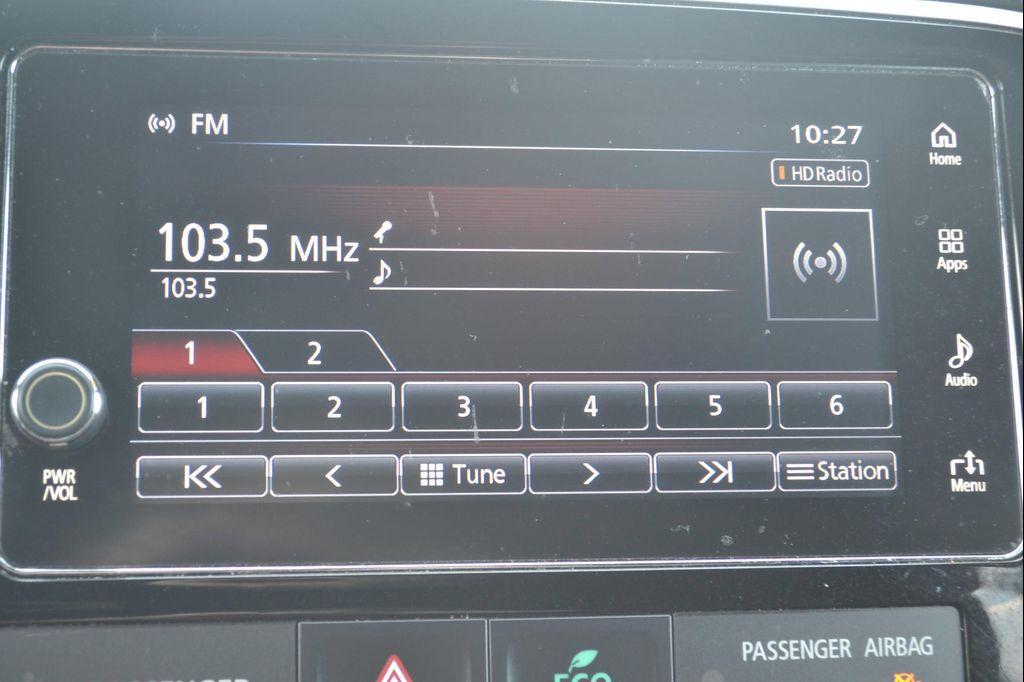 FM
10:27
HD Radio
103.5 MHz
103.5
1 2
1 2 3 4 5 6
Tune
Station
Home
Apps
Audio
Menu
PWR
/VOL
PASSENGER AIRBAG